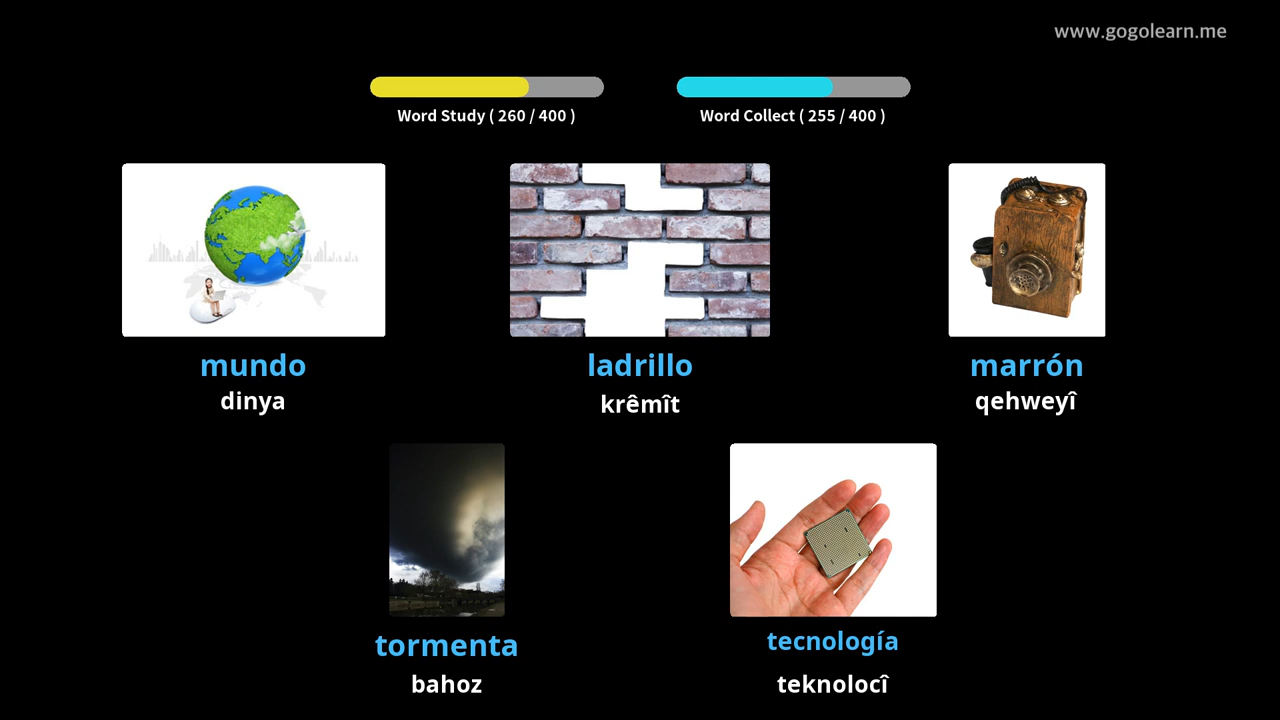 www.gogolearn.me
Word Study ( 260 / 400 )
Word Collect ( 255 / 400 )
mundo
dinya
ladrillo
krêmît
marrón
qehweyî
tormenta
bahoz
tecnología
teknolocî